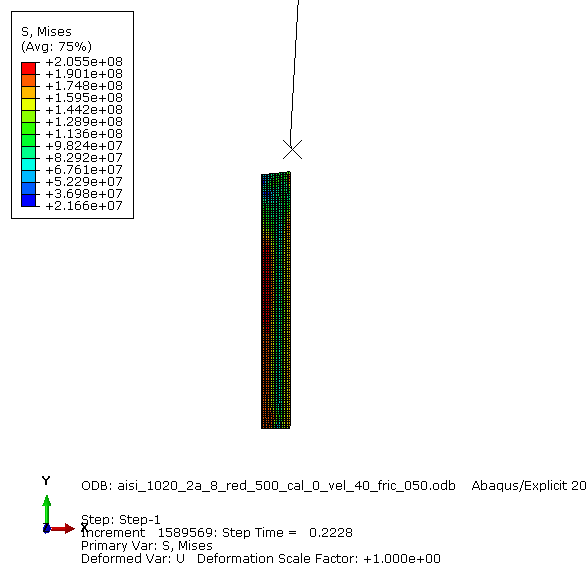 S, Mises
(Avg: 75%)
+2.055e+08
+1.901e+08
+1.748e+08
+1.595e+08
+1.442e+08
+1.289e+08
+1.136e+08
+9.824e+07
+8.292e+07
+6.761e+07
+5.229e+07
+3.698e+07
+2.166e+07
Y
X
ODB: aisi_1020_2a_8_red_500_cal_0_vel_40_fric_050.odb Abaqus/Explicit 20
Step: Step-1
Increment 1589569: Step Time = 0.2228
Primary Var: S, Mises
Deformed Var: U Deformation Scale Factor: +1.000e+00